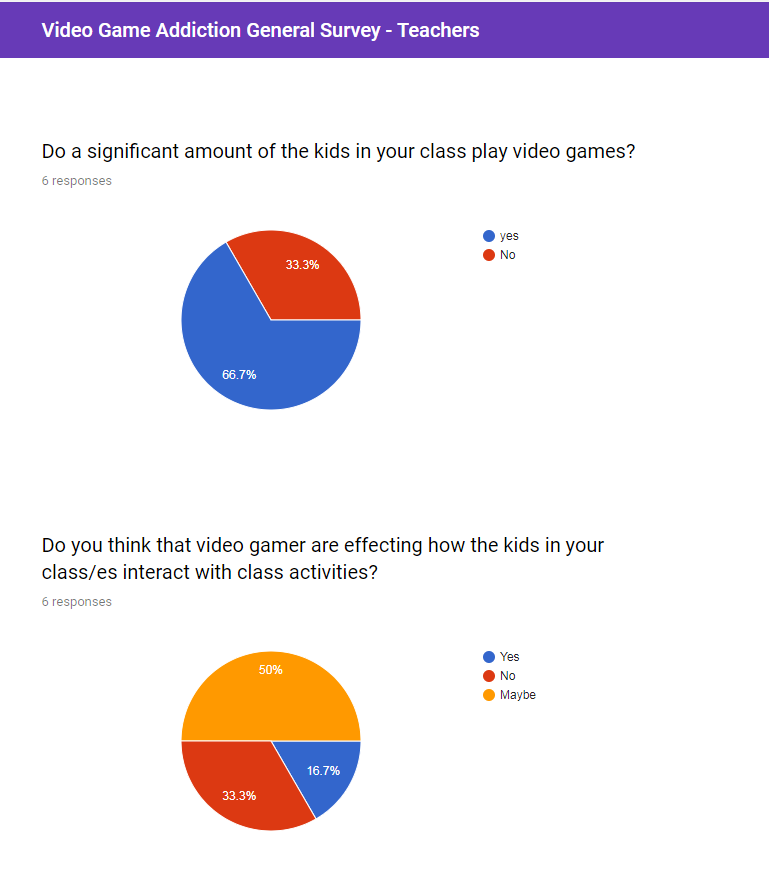 Video Game Addiction General Survey - Teachers
Do a significant amount of the kids in your class play video games?
6 responses
yes
No
33.3%
66.7%
Do you think that video gamer are effecting how the kids in your
class/es interact with class activities?
6 responses
Yes
No
Maybe
50%
16.7%
33.3%